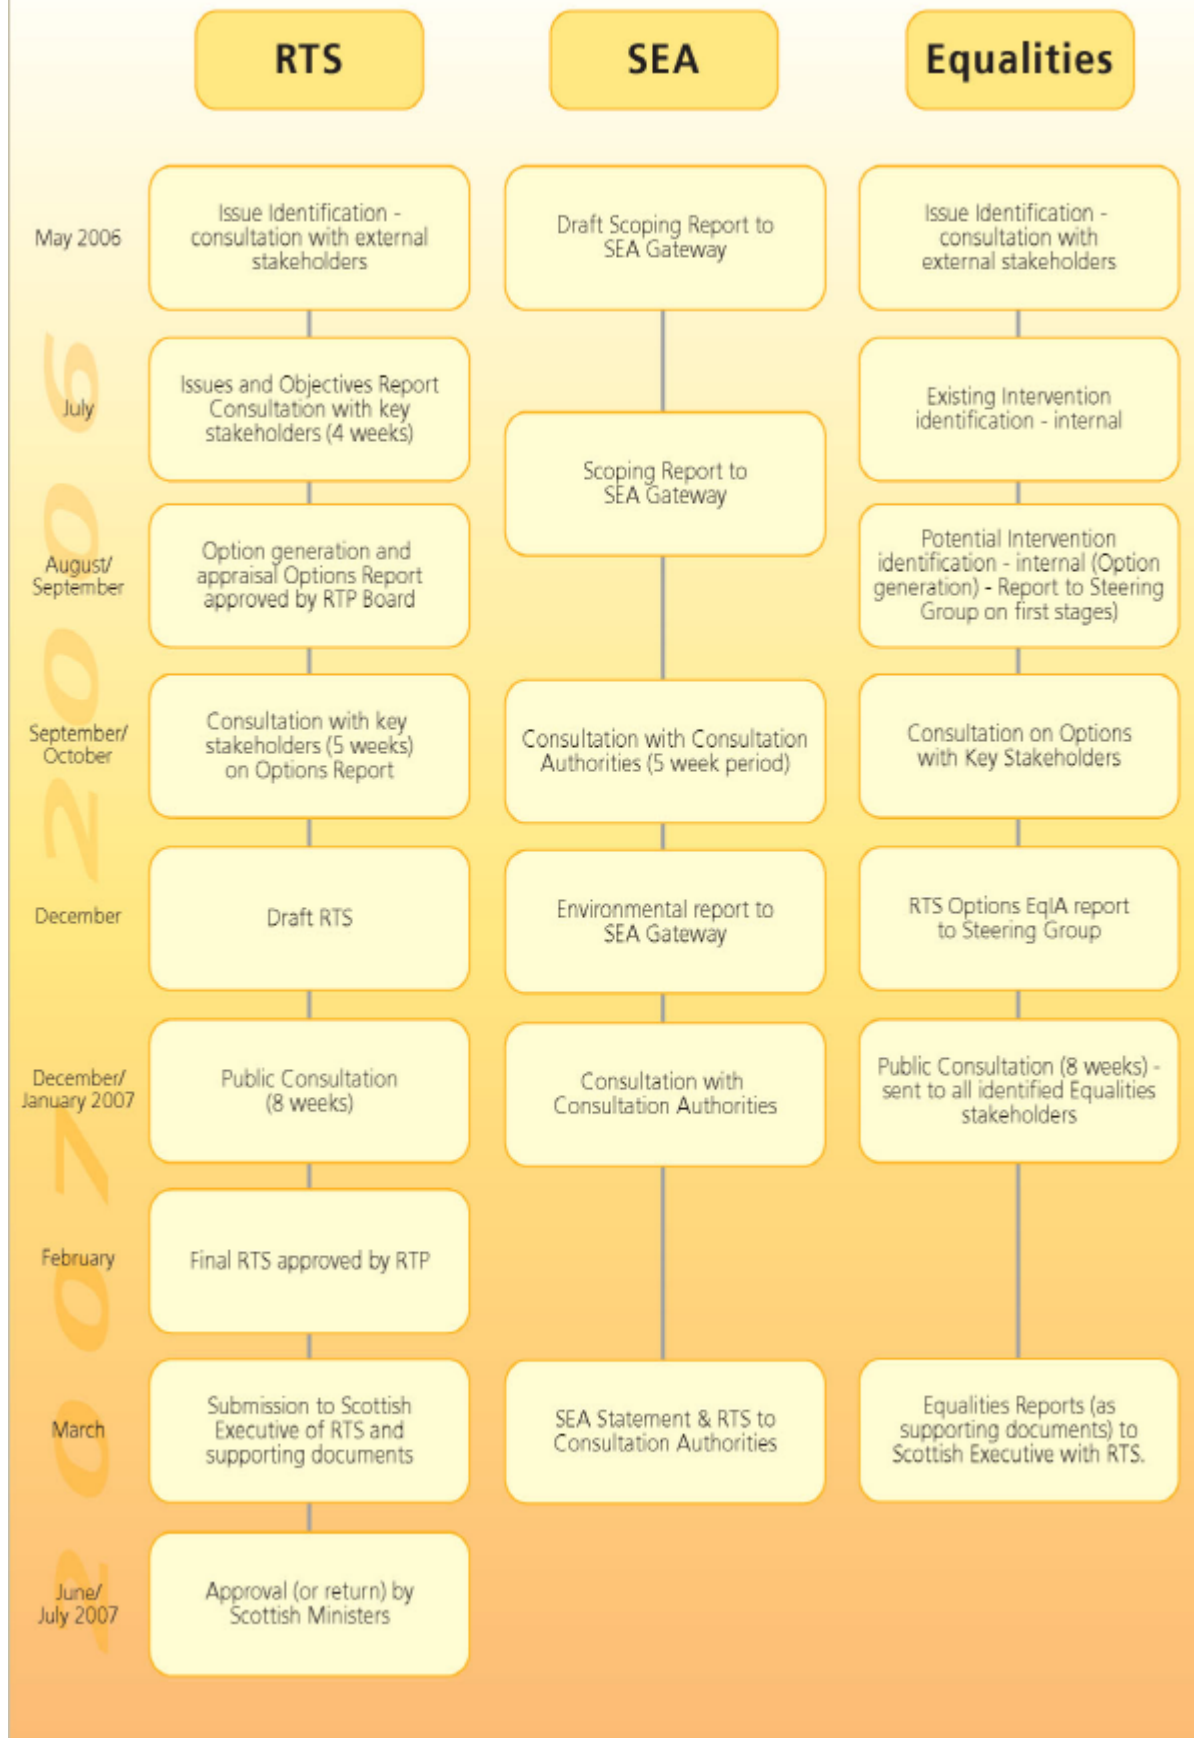 RTS
SEA
Equalities
May 2006
Issue Identification -
consultation with external
stakeholders
Draft Scoping Report to
SEA Gateway
Issue Identification -
consultation with
external stakeholders
2006
July
Issues and Objectives Report
Consultation with key
stakeholders (4 weeks)
Scoping Report to
SEA Gateway
Existing Intervention
identification - internal
August/
September
Option generation and
appraisal Options Report
approved by RTP Board
Potential Intervention
identification - internal (Option
generation) - Report to Steering
Group on first stages)
September/
October
Consultation with key
stakeholders (5 weeks)
on Options Report
Consultation with Consultation
Authorities (5 week period)
Consultation on Options
with Key Stakeholders
December
Draft RTS
Environmental report to
SEA Gateway
RTS Options EqIA report
to Steering Group
December/
January 2007
Public Consultation
(8 weeks)
Consultation with
Consultation Authorities
Public Consultation (8 weeks) -
sent to all identified Equalities
stakeholders
2007
February
Final RTS approved by RTP
March
Submission to Scottish
Executive of RTS and
supporting documents
SEA Statement & RTS to
Consultation Authorities
Equalities Reports (as
supporting documents) to
Scottish Executive with RTS.
June/
July 2007
Approval (or return) by
Scottish Ministers